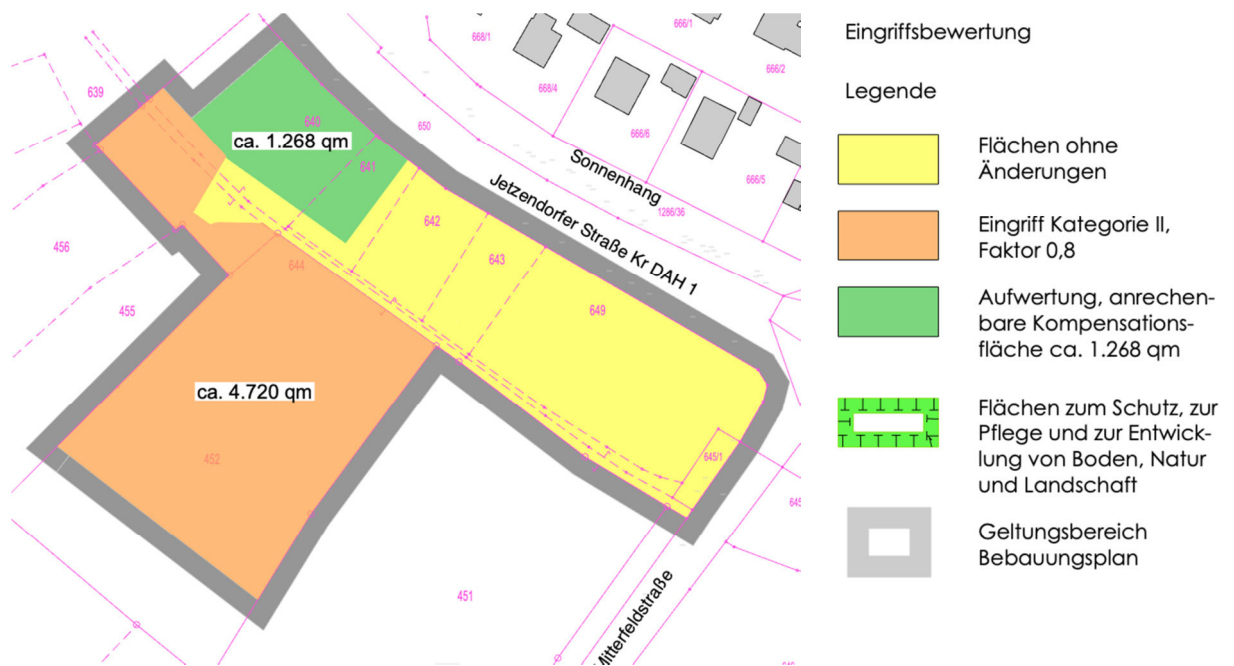 668/1
666/1
666/2
668/4
639
640
ca. 1.268 qm
650
666/6
641
Sonnenhang
666/5
Jetzendorfer Straße Kr DAH 1
1286/36
642
456
643
644
649
455
ca. 4.720 qm
452
645/1
645
451
Mitterfeldstraße
Eingriffsbewertung
Legende
Flächen ohne
Änderungen
Eingriff Kategorie II,
Faktor 0,8
Aufwertung, anrechen-
bare Kompensations-
fläche ca. 1.268 qm
Flächen zum Schutz, zur
Pflege und zur Entwick-
lung von Boden, Natur
und Landschaft
Geltungsbereich
Bebauungsplan